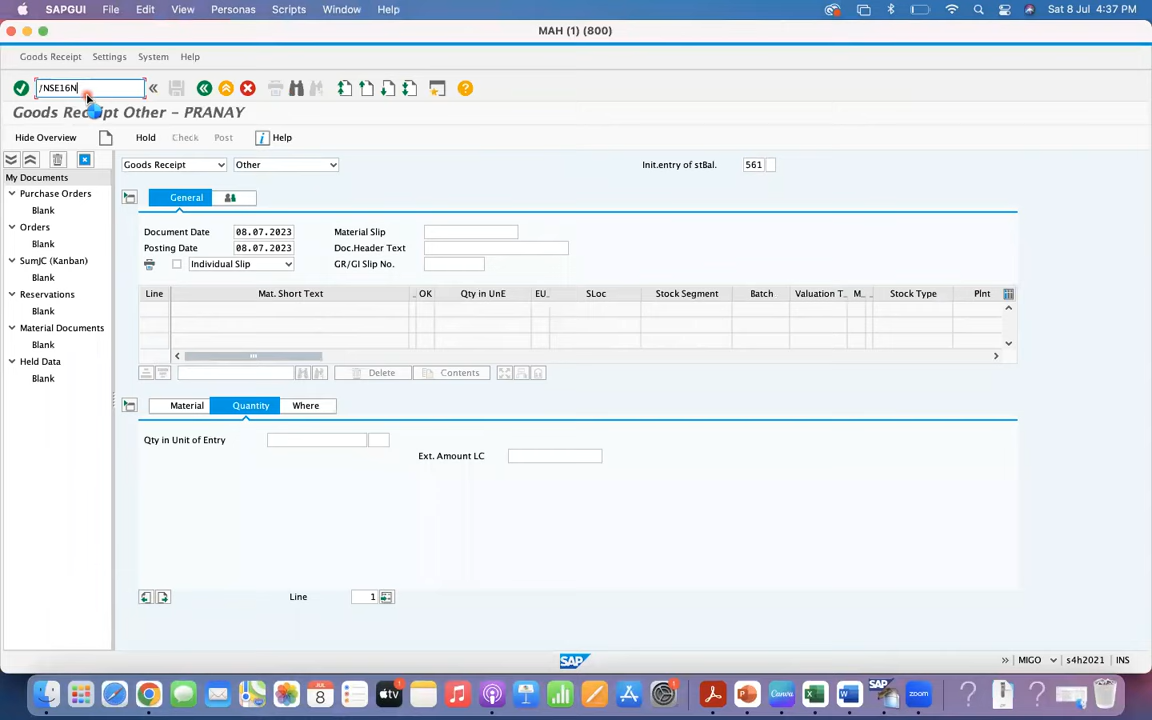 SAPGUI File Edit View Personas Scripts Window Help Sat 8 Jul 4:37 PM
MAH (1) (800)
Goods Receipt Settings System Help
/NSE16N
Goods Receipt Other - PRANAY
Hide Overview Hold Check Post Help
Goods Receipt Other Init.entry of stBal. 561
My Documents
Purchase Orders
Blank
Orders
Blank
SumJC (Kanban)
Blank
Reservations
Blank
Material Documents
Blank
Held Data
Blank
General
Document Date 08.07.2023 Material Slip
Posting Date 08.07.2023 Doc.Header Text
Individual Slip GR/GI Slip No.
Line Mat. Short Text .. OK Qty in UnE EU.. SLoc Stock Segment Batch Valuation T... M... .. Stock Type Plnt
Delete Contents
Material Quantity Where
Qty in Unit of Entry
Ext. Amount LC
Line 1
SAP
MIGO s4h2021 INS
JUL
8
tv
1
zoom